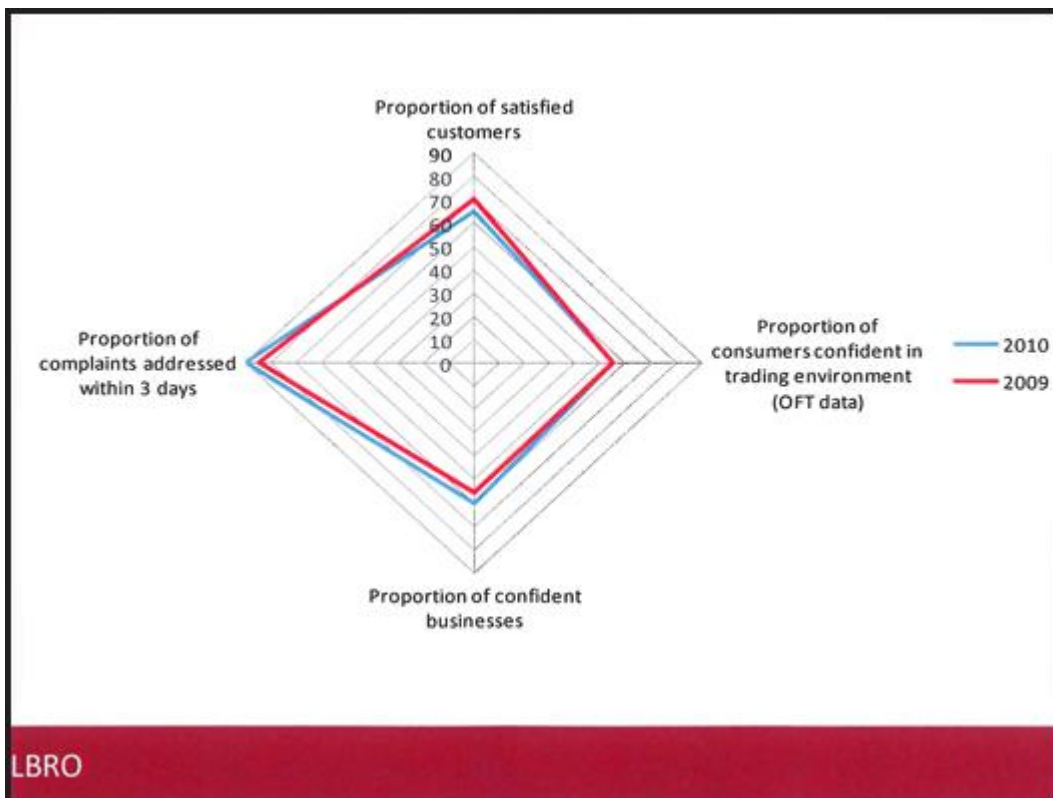 Proportion of satisfied
customers
90
80
70
60
50
40
30
20
10
0
Proportion of
complaints addressed
within 3 days
Proportion of
consumers confident in
trading environment
(OFT data)
2010
2009
Proportion of confident
businesses
LBRO